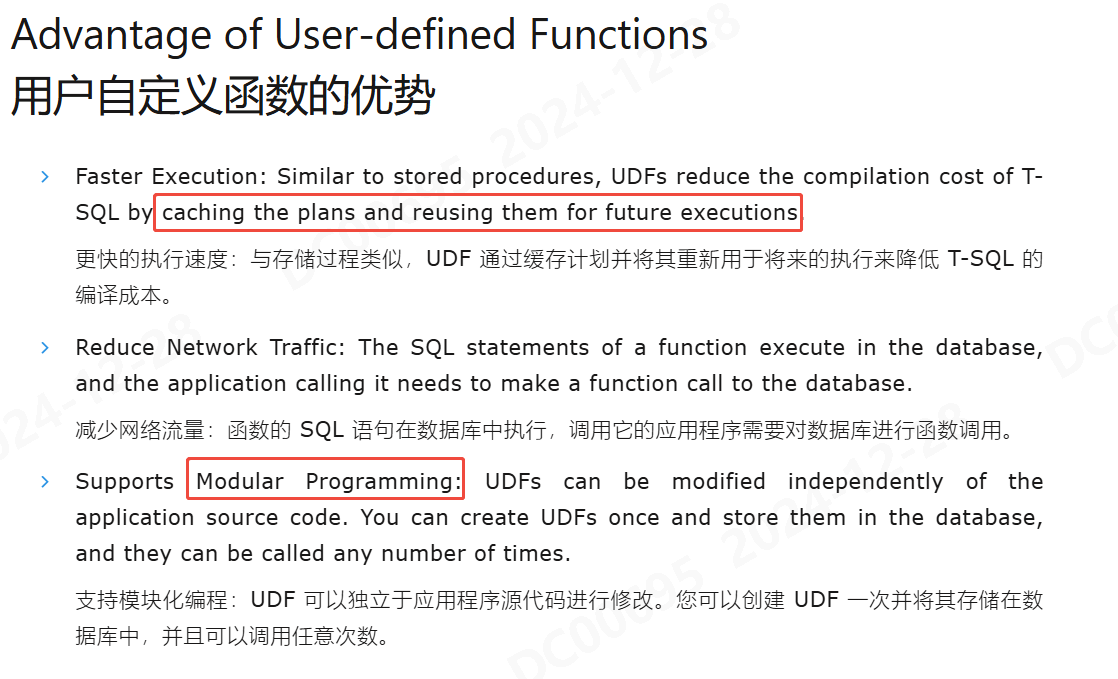 Advantage of User-defined Functions
用户自定义函数的优势
Faster Execution: Similar to stored procedures, UDFs reduce the compilation cost of T-
SQL by caching the plans and reusing them for future executions.
更快的执行速度：与存储过程类似，UDF 通过缓存计划并将其重新用于将来的执行来降低 T-SQL 的
编译成本。
Reduce Network Traffic: The SQL statements of a function execute in the database,
and the application calling it needs to make a function call to the database.
减少网络流量：函数的 SQL 语句在数据库中执行，调用它的应用程序需要对数据库进行函数调用。
Supports Modular Programming: UDFs can be modified independently of the
application source code. You can create UDFs once and store them in the database,
and they can be called any number of times.
支持模块化编程：UDF 可以独立于应用程序源代码进行修改。您可以创建 UDF 一次并将其存储在数
据库中，并且可以调用任意次数。
DC00095 2024-12-28
DC00095 2024-12-28
2024-12-28